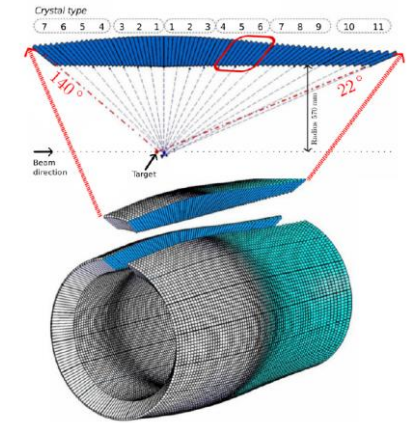 Crystal type
7 6 5 4 3 2 1 1 2 3 4 5 6 7 8 9 10 11
140°
22°
Radius 570 mm
Beam
direction
Target